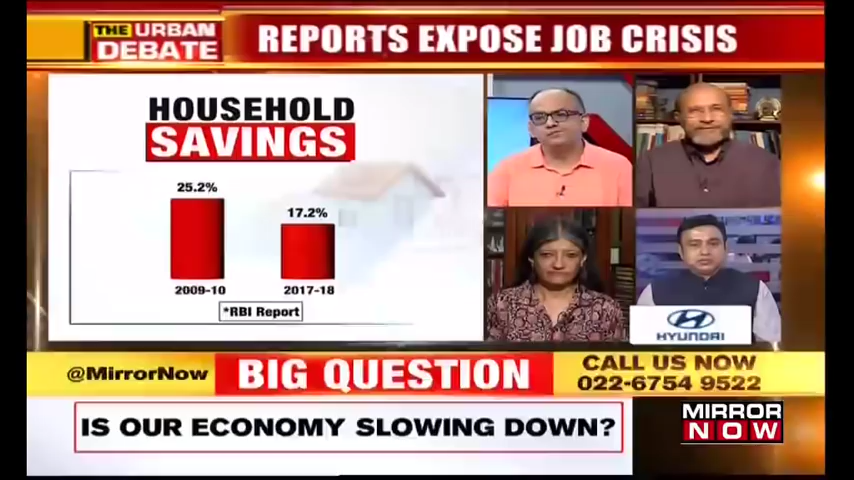 THE URBAN
DEBATE
REPORTS EXPOSE JOB CRISIS
HOUSEHOLD
SAVINGS
25.2%
17.2%
2009-10
2017-18
*RBI Report
HYUNDAI
@MirrorNow
BIG QUESTION
CALL US NOW
022-6754 9522
IS OUR ECONOMY SLOWING DOWN?
MIRROR
NOW